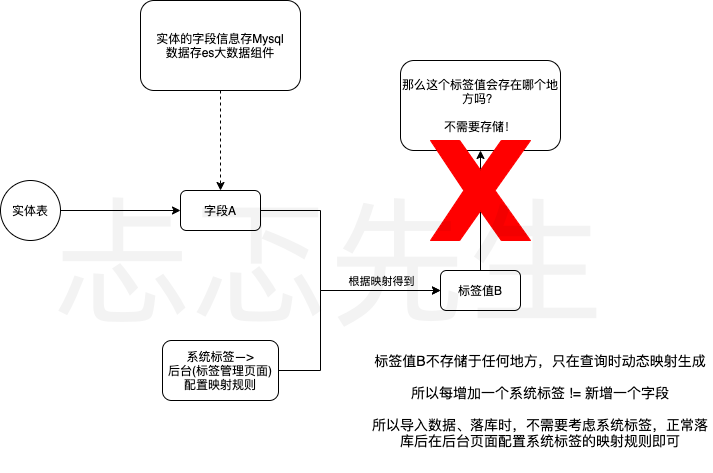 实体的字段信息存Mysql
数据存es大数据组件
那么这个标签值会存在哪个地
方吗?
不需要存储!
实体表
字段A
根据映射得到
标签值B
系统标签—>
后台(标签管理页面)
配置映射规则
标签值B不存储于任何地方，只在查询时动态映射生成
所以每增加一个系统标签 != 新增一个字段
所以导入数据、落库时，不需要考虑系统标签，正常落
库后在后台页面配置系统标签的映射规则即可